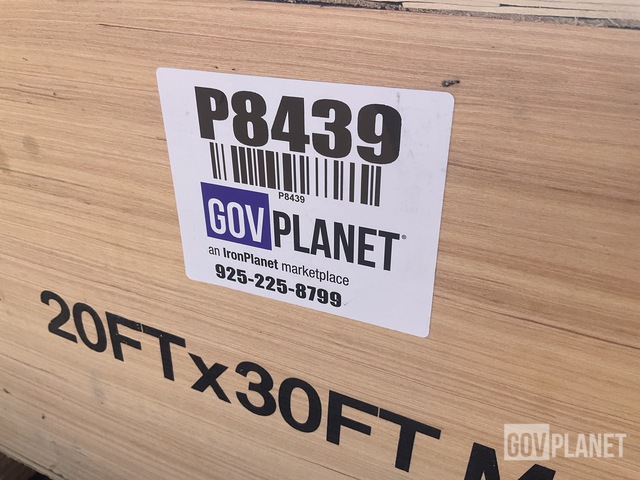 P8439
P8439
GOVPLANET®
an IronPlanet marketplace
925-225-8799
20FTx30FT M
GOVPLANET